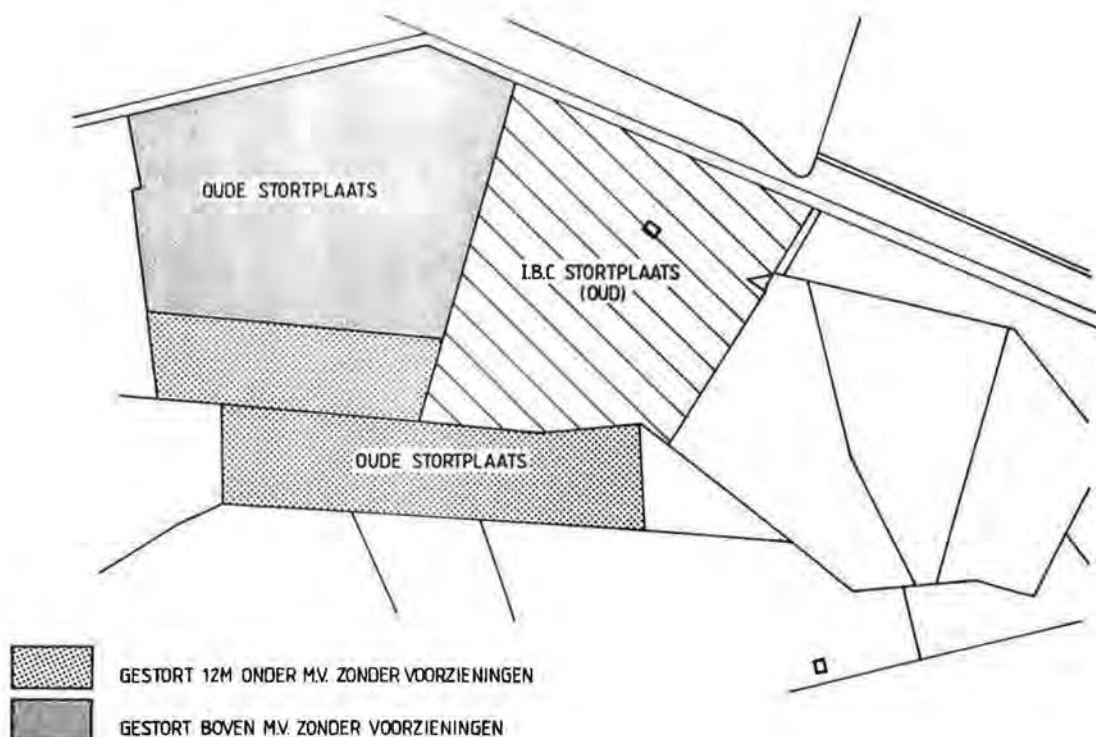 OUDE STORTPLAATS
I.B.C STORTPLAATS
(OUD)
OUDE STORTPLAATS
GESTORT 12M ONDER M.V. ZONDER VOORZIENINGEN
GESTORT BOVEN M.V. ZONDER VOORZIENINGEN